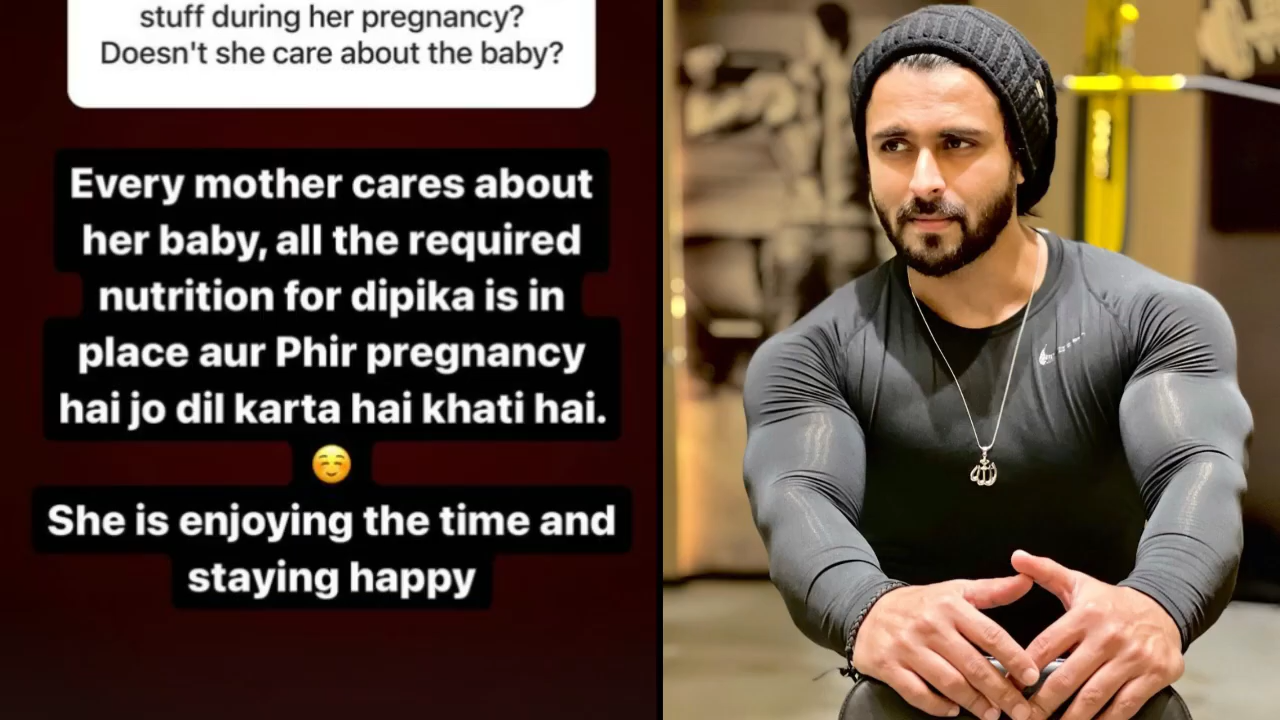 stuff during her pregnancy?
Doesn't she care about the baby?
Every mother cares about
her baby, all the required
nutrition for dipika is in
place aur Phir pregnancy
hai jo dil karta hai khati hai.
☺️
She is enjoying the time and
staying happy